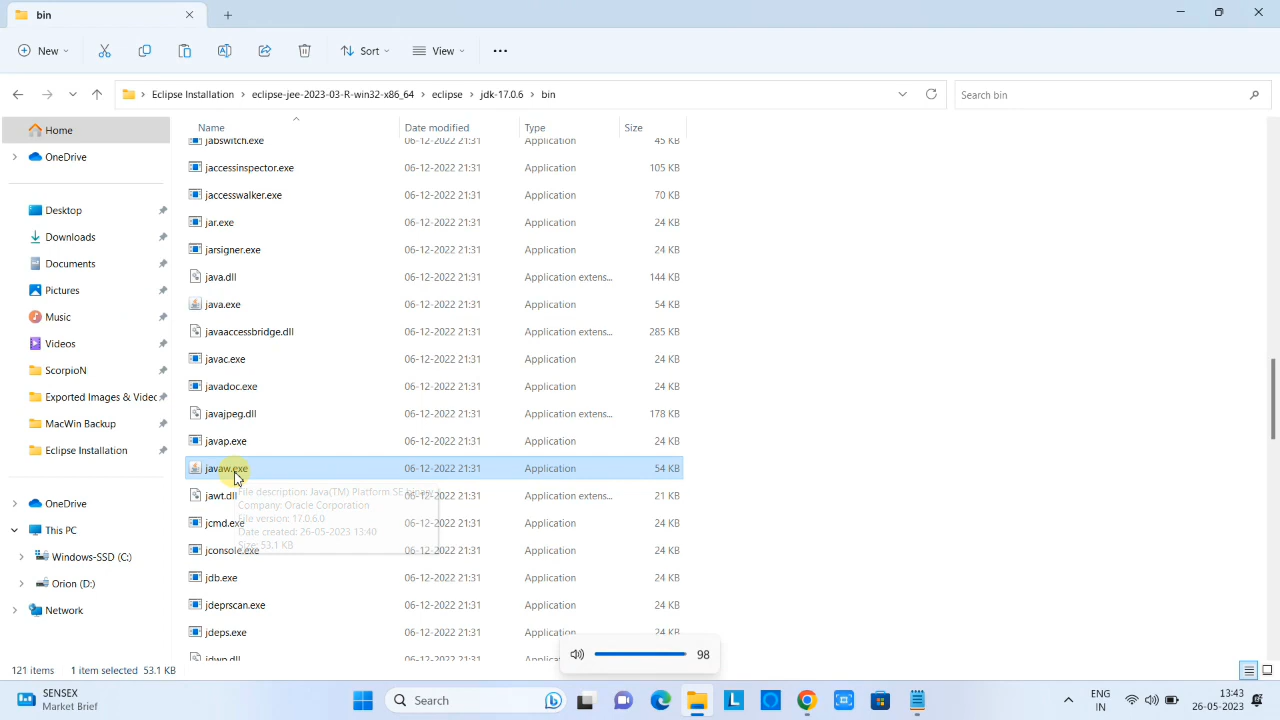 bin
New
Sort
View
Eclipse Installation > eclipse-jee-2023-03-R-win32-x86_64 > eclipse > jdk-17.0.6 > bin
Search bin
Home
OneDrive
Desktop
Downloads
Documents
Pictures
Music
Videos
ScorpioN
Exported Images & Videc
MacWin Backup
Eclipse Installation
OneDrive
This PC
Windows-SSD (C:)
Orion (D:)
Network
Name Date modified Type Size
jabswitch.exe 06-12-2022 21:31 Application 45 KB
jaccessinspector.exe 06-12-2022 21:31 Application 105 KB
jaccesswalker.exe 06-12-2022 21:31 Application 70 KB
jar.exe 06-12-2022 21:31 Application 24 KB
jarsigner.exe 06-12-2022 21:31 Application 24 KB
java.dll 06-12-2022 21:31 Application extens... 144 KB
java.exe 06-12-2022 21:31 Application 54 KB
javaaccessbridge.dll 06-12-2022 21:31 Application extens... 285 KB
javac.exe 06-12-2022 21:31 Application 24 KB
javadoc.exe 06-12-2022 21:31 Application 24 KB
javajpeg.dll 06-12-2022 21:31 Application extens... 178 KB
javap.exe 06-12-2022 21:31 Application 24 KB
javaw.exe 06-12-2022 21:31 Application 54 KB
jawt.dll 06-12-2022 21:31 Application extens... 21 KB
jcmd.exe 06-12-2022 21:31 Application 24 KB
jconsole.exe 06-12-2022 21:31 Application 24 KB
jdb.exe 06-12-2022 21:31 Application 24 KB
jdeprscan.exe 06-12-2022 21:31 Application 24 KB
jdeps.exe 06-12-2022 21:31 Application 24 KB
jdwp.dll 06-12-2022 21:31
File description: Java(TM) Platform SE binary
Company: Oracle Corporation
File version: 17.0.6.0
Date created: 26-05-2023 13:40
Size: 53.1 KB
98
121 items 1 item selected 53.1 KB
SENSEX
Market Brief
Search
ENG
IN
13:43
26-05-2023